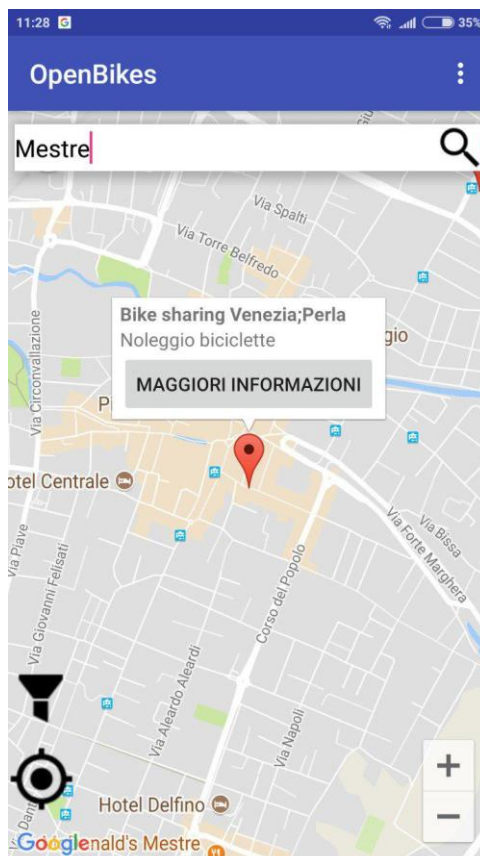 11:28
35%
OpenBikes
Mestre
Via Spalti
Via Torre Belfredo
Bike sharing Venezia;Perla
Noleggio biciclette
MAGGIORI INFORMAZIONI
gio
Via Circonvallazione
P
otel Centrale
Via Piave
Via Giovanni Felisati
Corso del Popolo
Via Forte Marghera
Via Bissa
Via Aleardo Aleardi
Via Napoli
+
Hotel Delfino
−
Via Dant
Google
nald's Mestre